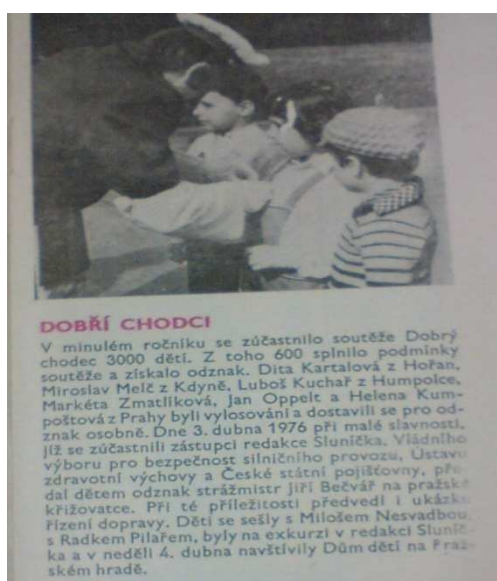 DOBŘÍ CHODCI
V minulém ročníku se zúčastnilo soutěže Dobrý
chodec 3000 dětí. Z toho 600 splnilo podmínky
soutěže a získalo odznak. Dita Kartalová z Hořan,
Miroslav Melč z Kdyně, Luboš Kuchař z Humpolce,
Markéta Zmatlíková, Jan Oppelt a Helena Kum-
poštová z Prahy byli vylosováni a dostavili se pro od-
znak osobně. Dne 3. dubna 1976 při malé slavnosti,
jíž se zúčastnili zástupci redakce Sluníčka, Vládního
výboru pro bezpečnost silničního provozu, Ústavu
zdravotní výchovy a České státní pojišťovny, pře-
dal dětem odznak strážmistr Jiří Bečvář na pražské
křižovatce. Při té příležitosti předvedl i ukázku
řízení dopravy. Děti se sešly s Milošem Nesvadbou,
s Radkem Pilařem, byly na exkurzi v redakci Sluníč-
ka a v neděli 4. dubna navštívily Dům dětí na Praž-
ském hradě.